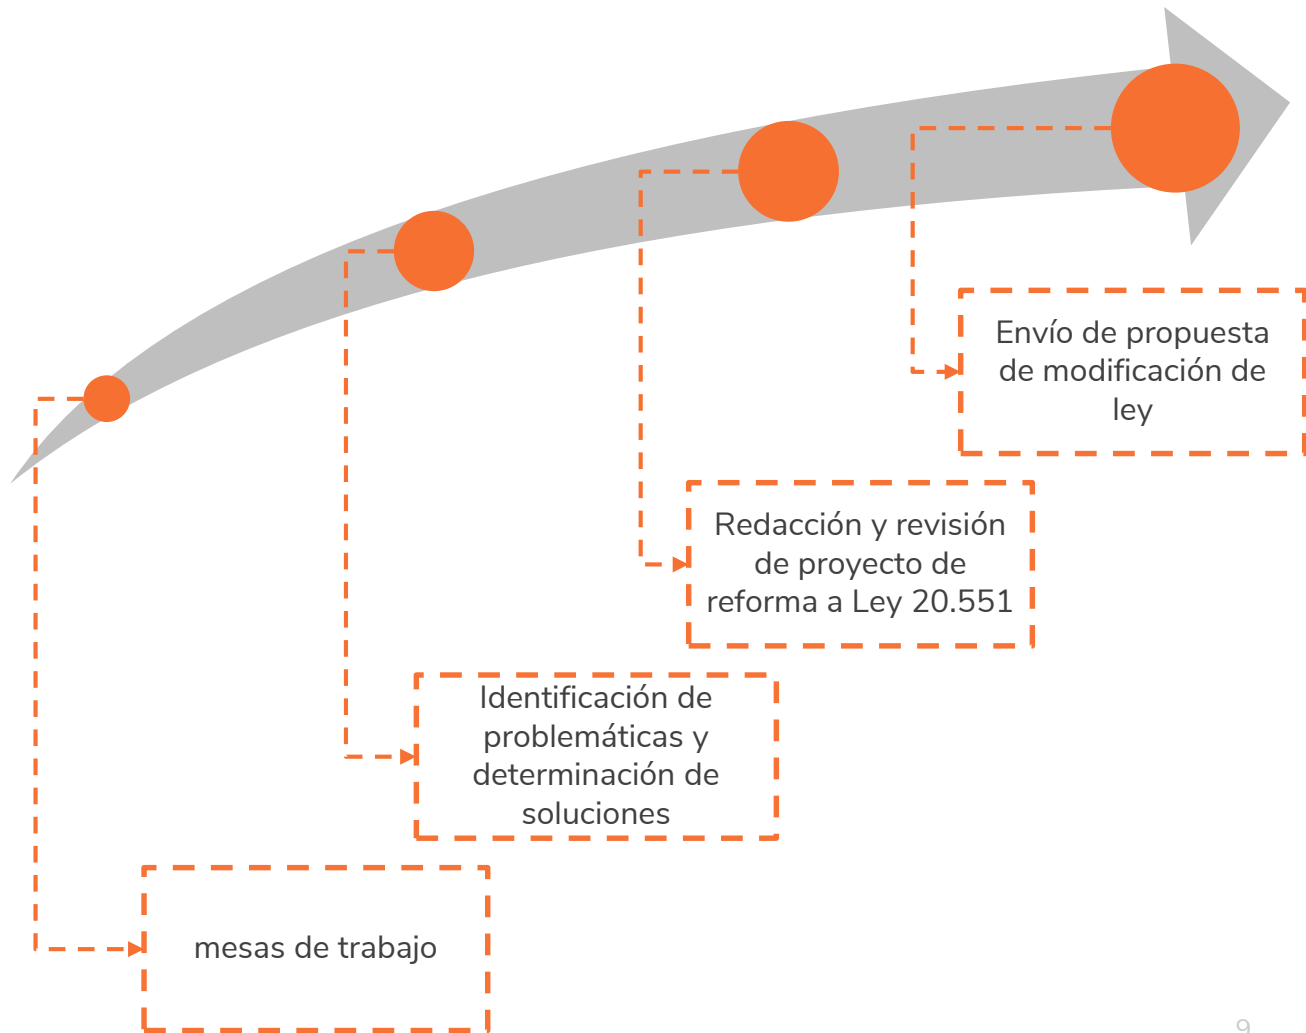 Envío de propuesta
de modificación de
ley
Redacción y revisión
de proyecto de
reforma a Ley 20.551
Identificación de
problemáticas y
determinación de
soluciones
mesas de trabajo
9